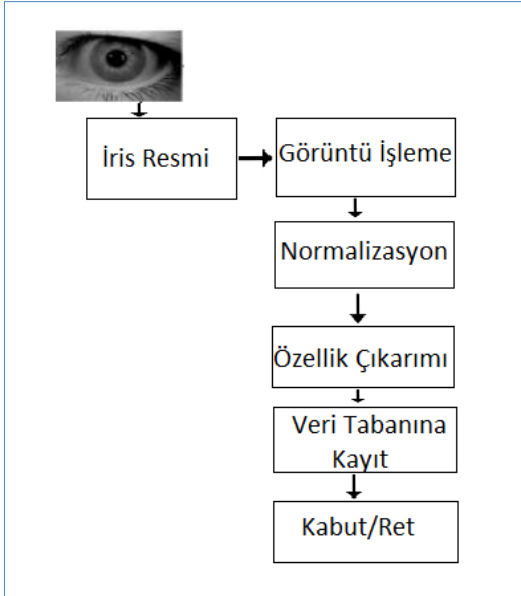 İris Resmi
Görüntü İşleme
Normalizasyon
Özellik Çıkarımı
Veri Tabanına
Kayıt
Kabut/Ret